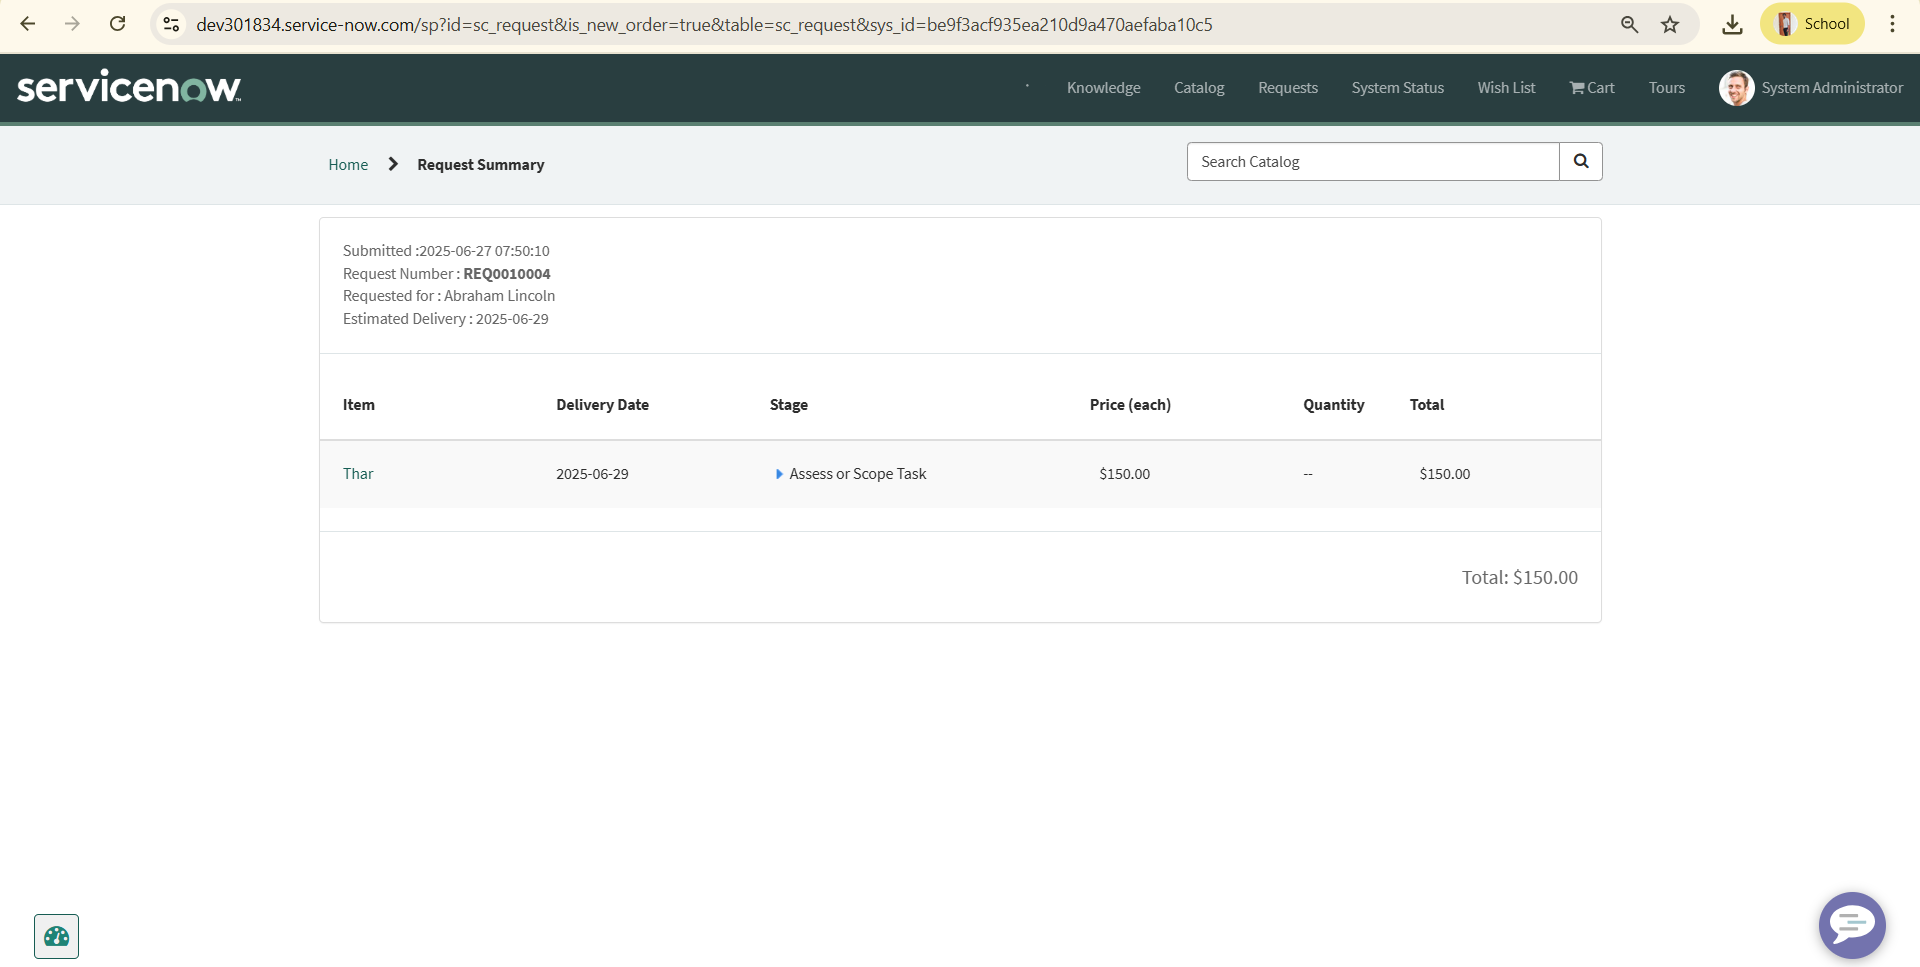 dev301834.service-now.com/sp?id=sc_request&is_new_order=true&table=sc_request&sys_id=be9f3acf935ea210d9a470aefaba10c5
School
servicenow™
Knowledge Catalog Requests System Status Wish List Cart Tours System Administrator
Home Request Summary
Search Catalog
Submitted :2025-06-27 07:50:10
Request Number : REQ0010004
Requested for : Abraham Lincoln
Estimated Delivery : 2025-06-29
Item Delivery Date Stage Price (each) Quantity Total
Thar 2025-06-29 Assess or Scope Task $150.00 -- $150.00
Total: $150.00